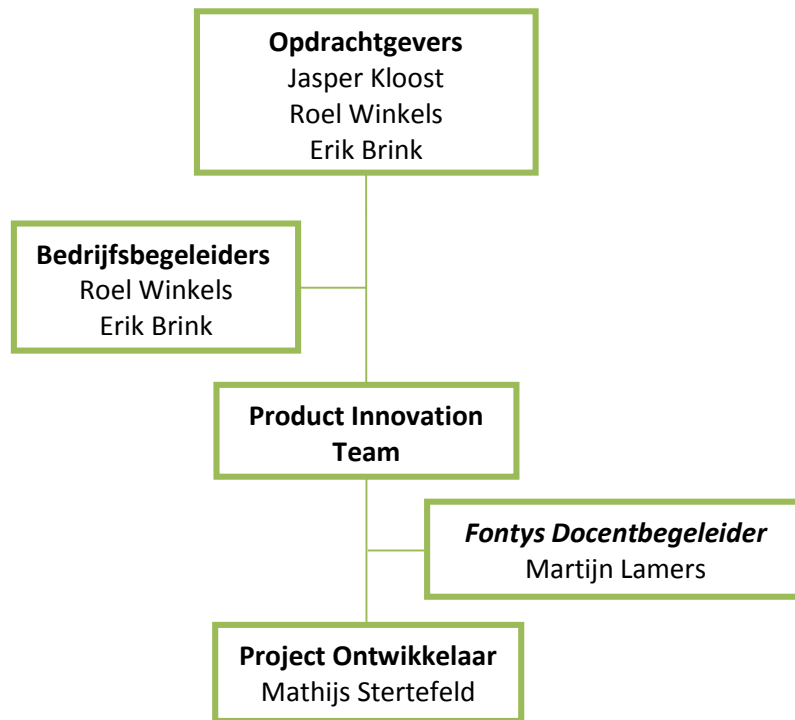 Opdrachtgevers
Jasper Kloost
Roel Winkels
Erik Brink
Bedrijfsbegeleiders
Roel Winkels
Erik Brink
Product Innovation
Team
Fontys Docentbegeleider
Martijn Lamers
Project Ontwikkelaar
Mathijs Stertefeld